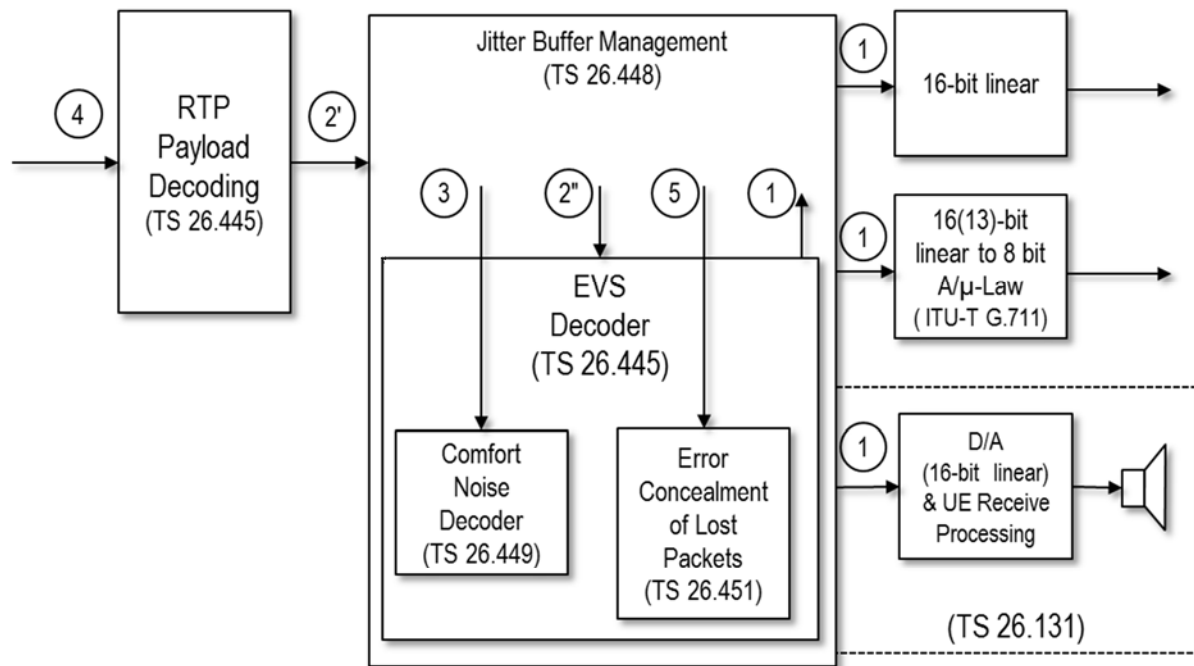 4
RTP
Payload
Decoding
(TS 26.445)
2'
Jitter Buffer Management
(TS 26.448)
3
2"
5
1
EVS
Decoder
(TS 26.445)
Comfort
Noise
Decoder
(TS 26.449)
Error
Concealment
of Lost
Packets
(TS 26.451)
1
16-bit linear
1
16(13)-bit
linear to 8 bit
A/μ-Law
( ITU-T G.711)
1
D/A
(16-bit linear)
& UE Receive
Processing
(TS 26.131)